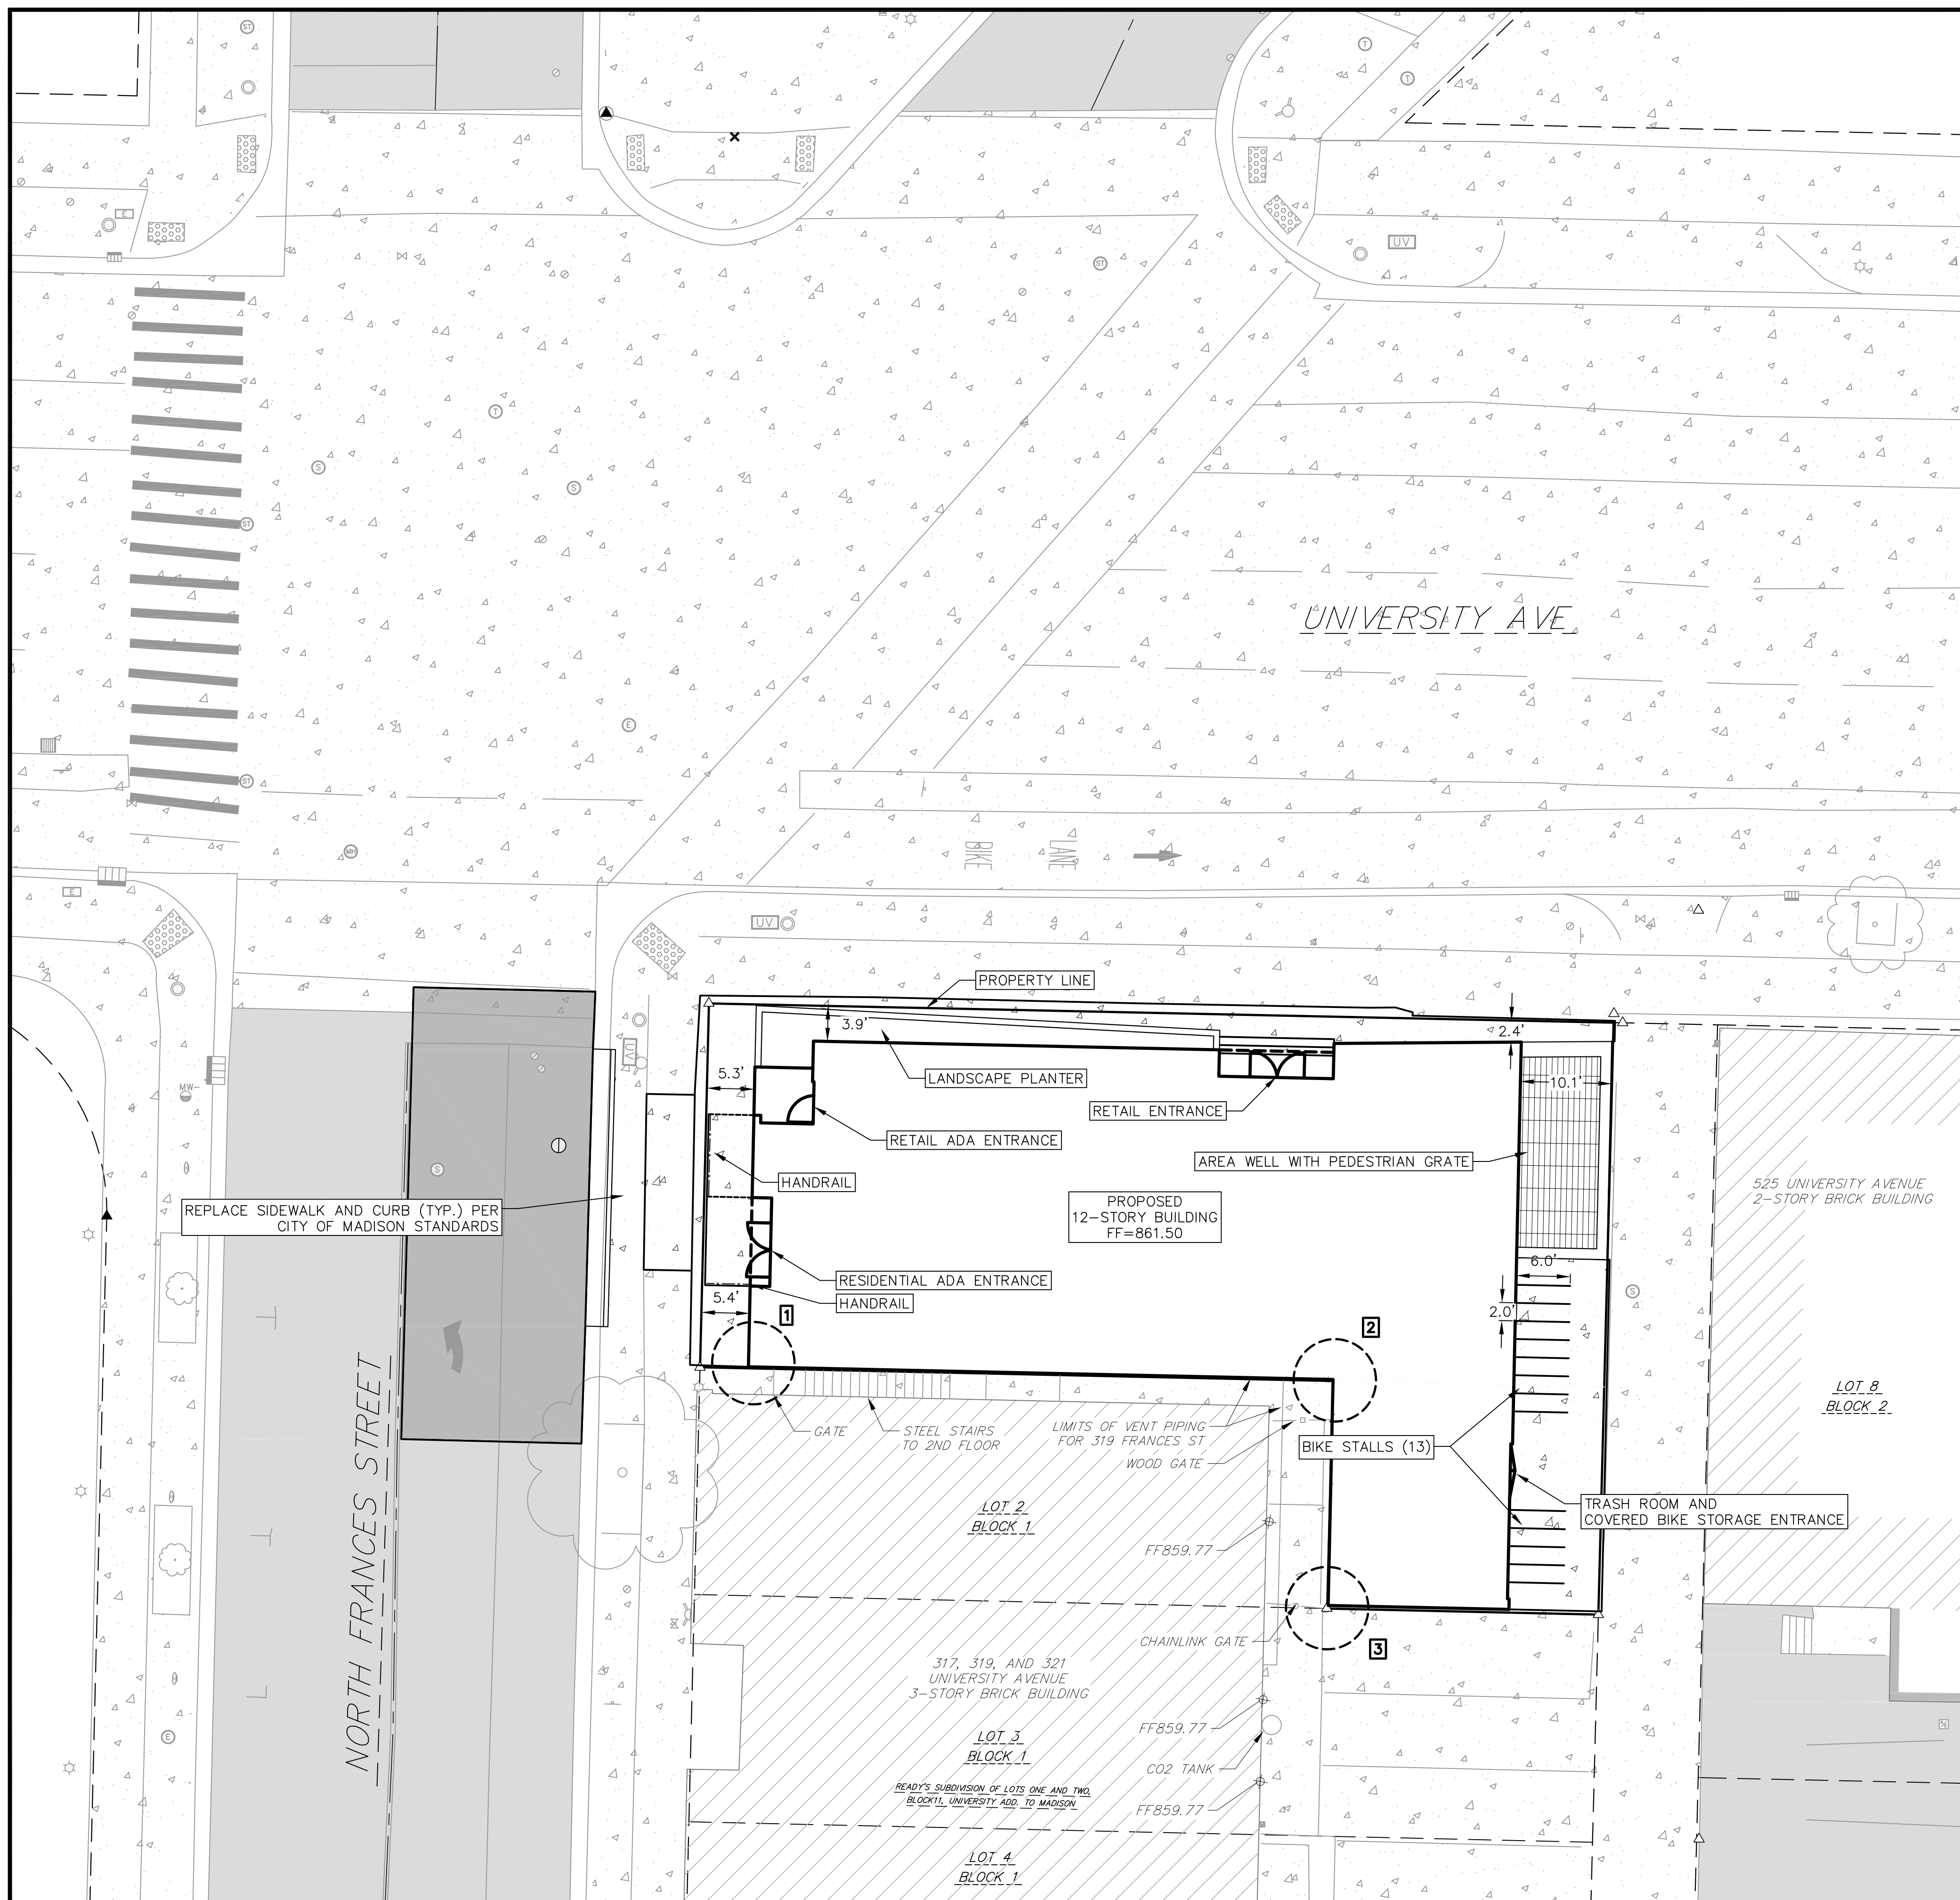 ST
T
T
E
UV
ST
T
S
S
ST
UNIVERSITY AVE
E
ST
MH
BIKE
LANE
E
UV
PROPERTY LINE
3.9'
2.4'
UV
5.3'
LANDSCAPE PLANTER
10.1'
MW
RETAIL ENTRANCE
RETAIL ADA ENTRANCE
S
AREA WELL WITH PEDESTRIAN GRATE
HANDRAIL
525 UNIVERSITY AVENUE
2-STORY BRICK BUILDING
REPLACE SIDEWALK AND CURB (TYP.) PER
CITY OF MADISON STANDARDS
PROPOSED
12-STORY BUILDING
FF=861.50
6.0'
RESIDENTIAL ADA ENTRANCE
S
HANDRAIL
5.4'
1
2.0'
2
LOT 8
BLOCK 2
NORTH FRANCES STREET
GATE
STEEL STAIRS
TO 2ND FLOOR
LIMITS OF VENT PIPING
FOR 319 FRANCES ST
WOOD GATE
BIKE STALLS (13)
LOT 2
BLOCK 1
TRASH ROOM AND
COVERED BIKE STORAGE ENTRANCE
FF859.77
CHAINLINK GATE
3
317, 319, AND 321
UNIVERSITY AVENUE
3-STORY BRICK BUILDING
FF859.77
E
LOT 3
BLOCK 1
CO2 TANK
READY'S SUBDIVISION OF LOTS ONE AND TWO,
BLOCK11, UNIVERSITY ADD. TO MADISON
FF859.77
LOT 4
BLOCK 1